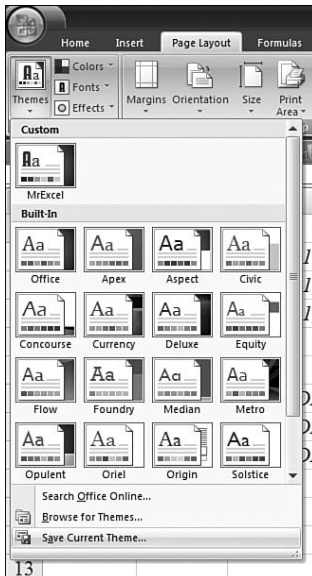 Home Insert Page Layout Formulas
Colors
Fonts
Effects
Themes Margins Orientation Size Print
Area
Custom
Aa
MrExcel
Built-In
Aa Aa Aa Aa
Office Apex Aspect Civic
Aa Aa Aa Aa
Concourse Currency Deluxe Equity
Aa Aa Aa Aa
Flow Foundry Median Metro
Aa Aa Aa Aa
Opulent Oriel Origin Solstice
Search Office Online...
Browse for Themes...
Save Current Theme...
13